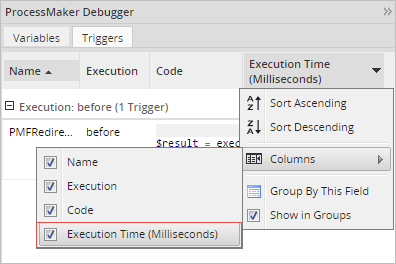 ProcessMaker Debugger
Variables
Triggers
Name
Execution
Code
Execution Time
(Milliseconds)
Execution: before (1 Trigger)
PMFRedire...
before
$result = exec
Sort Ascending
Sort Descending
Columns
Group By This Field
Show in Groups
Name
Execution
Code
Execution Time (Milliseconds)